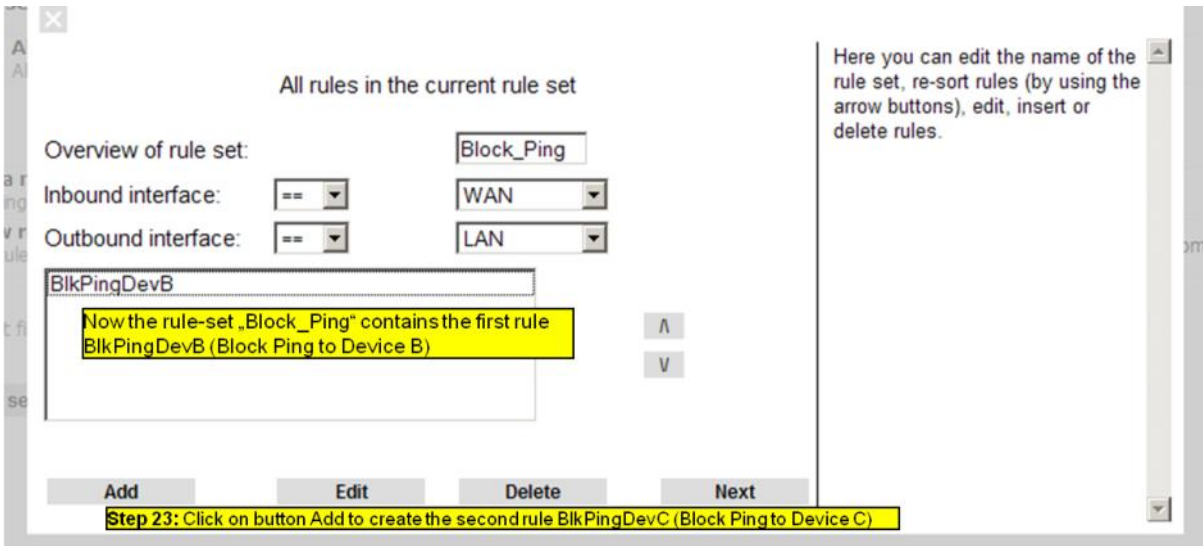 All rules in the current rule set
Overview of rule set: Block_Ping
Inbound interface: == WAN
Outbound interface: == LAN
BlkPingDevB
Now the rule-set „Block_Ping“ contains the first rule
BlkPingDevB (Block Ping to Device B)
Λ
V
Add Edit Delete Next
Step 23: Click on button Add to create the second rule BlkPingDevC (Block Ping to Device C)
Here you can edit the name of the
rule set, re-sort rules (by using the
arrow buttons), edit, insert or
delete rules.